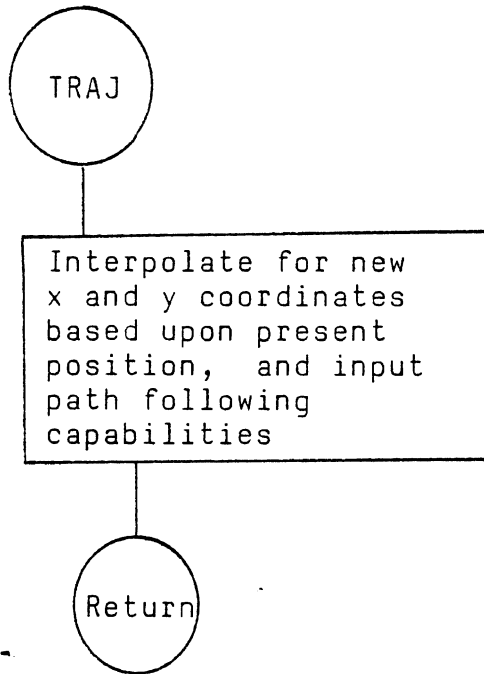 TRAJ
Interpolate for new
x and y coordinates
based upon present
position, and input
path following
capabilities
Return